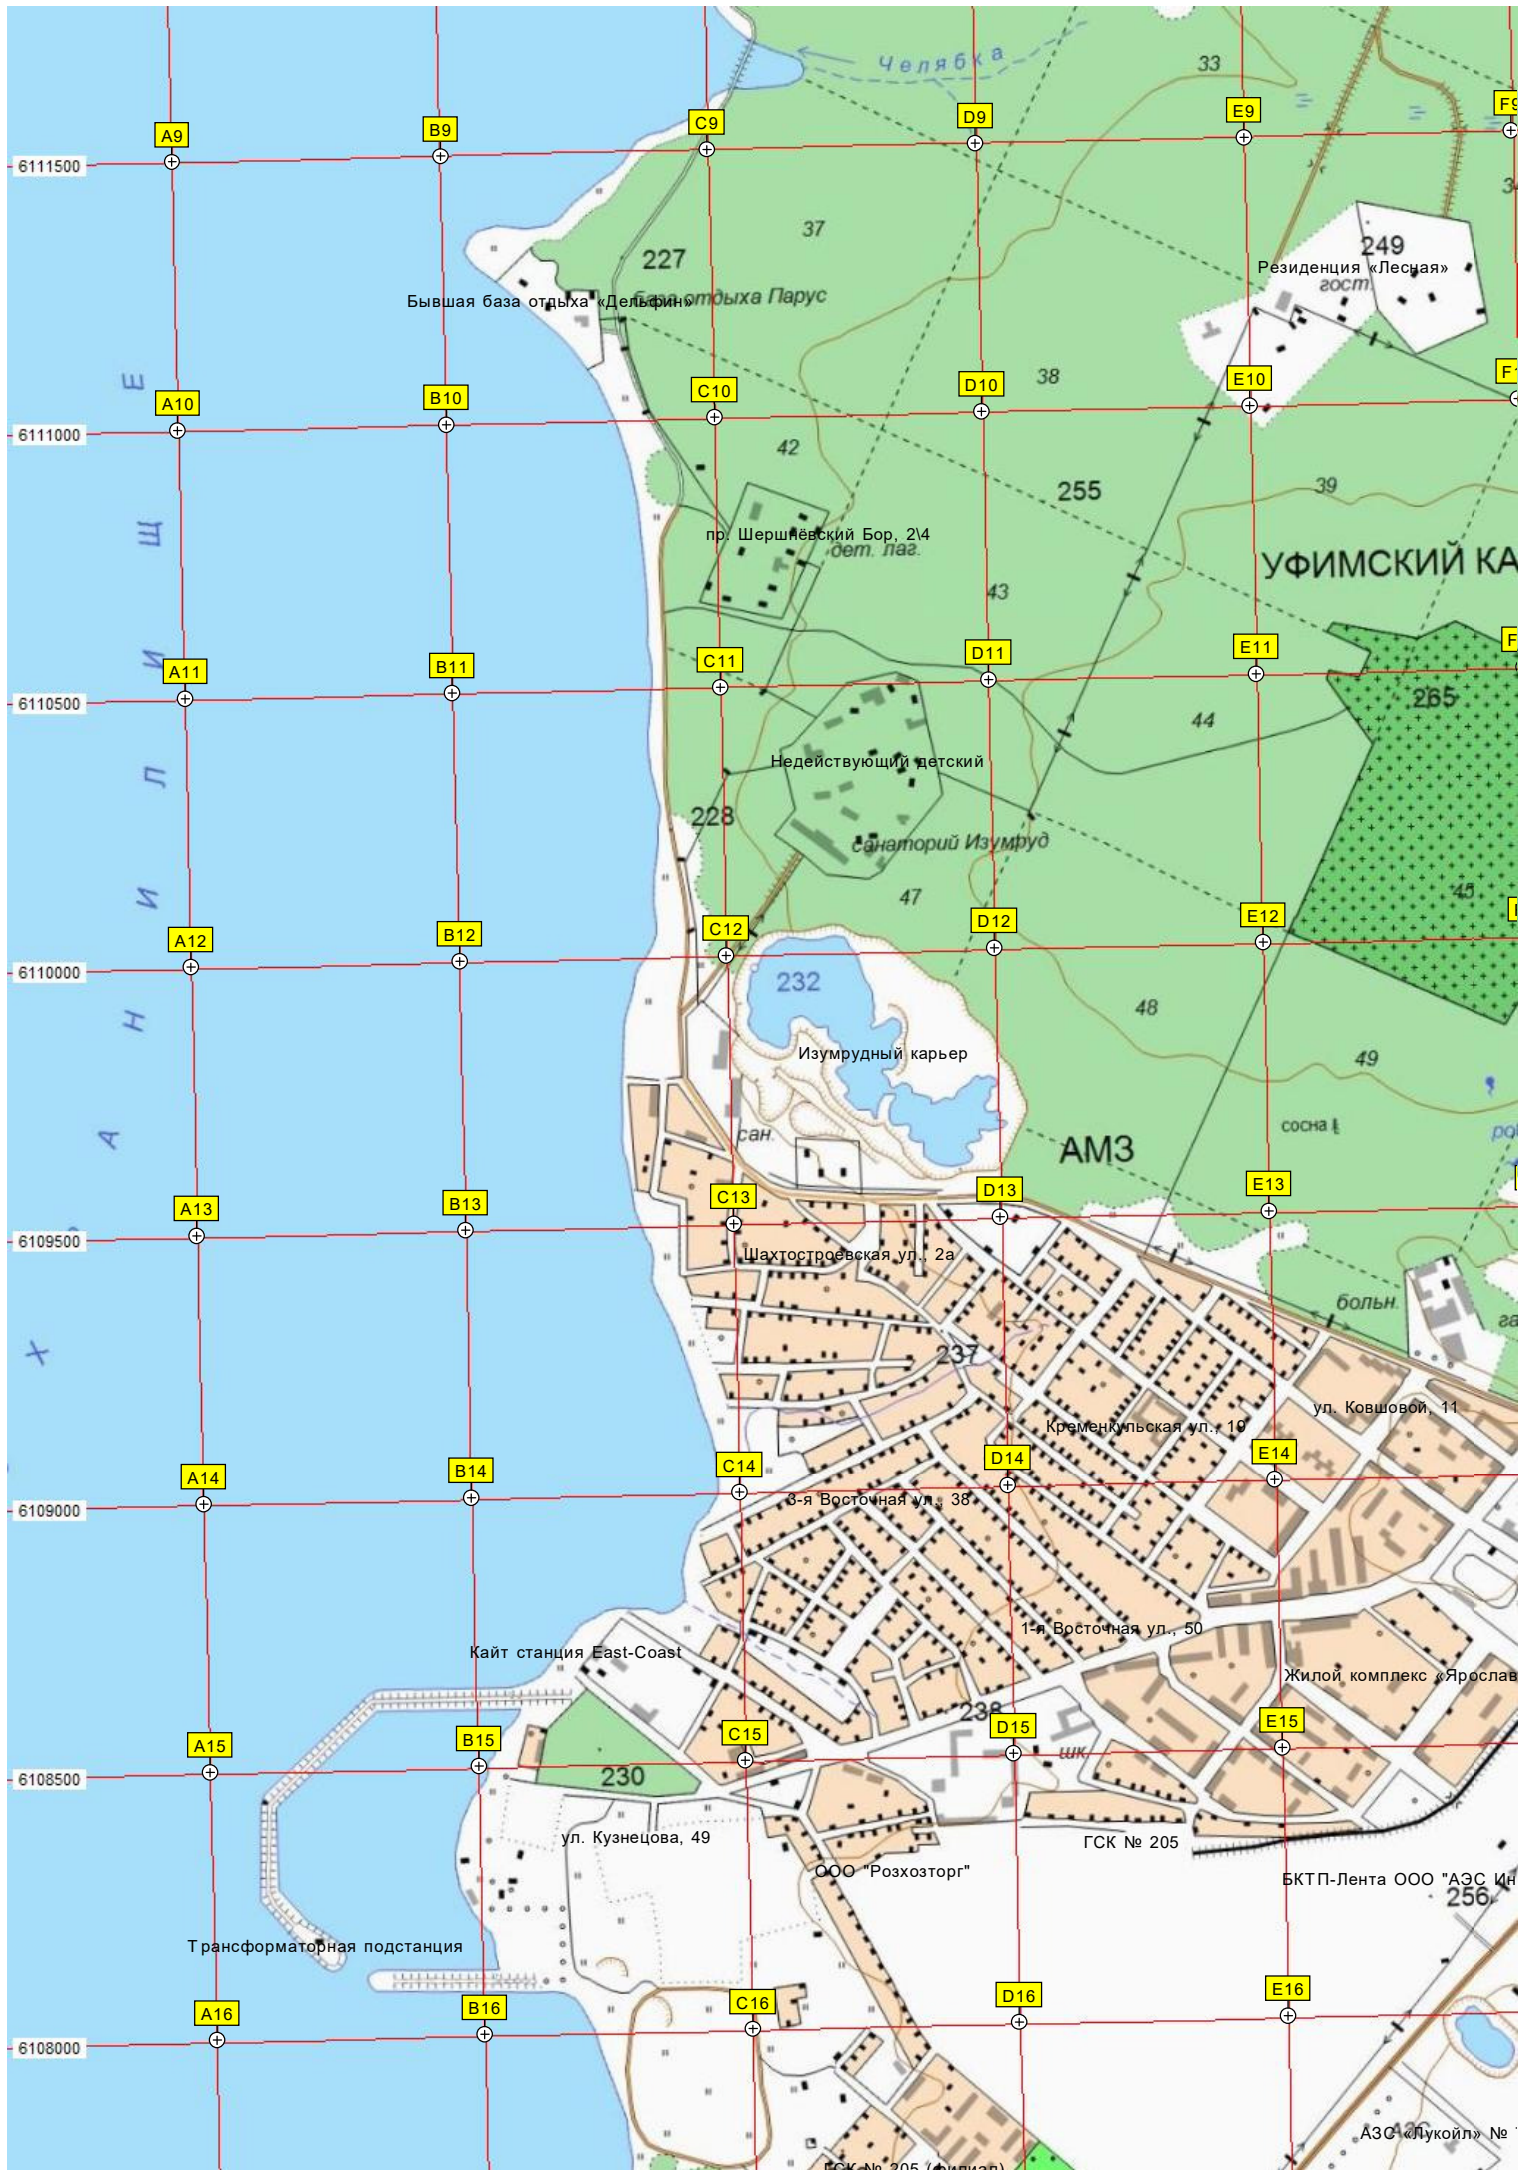 Челябка
33
A9
B9
C9
D9
E9
6111500
37
227
249
Резиденция «Лесная»
гост.
Бывшая база отдыха «Дельфин»
база отдыха Парус
Е
38
A10
B10
C10
D10
E10
6111000
42
255
39
Щ
пр. Шершнёвский Бор, 2\4
дет. лаг.
УФИМСКИЙ КА
43
A11
B11
C11
D11
E11
И
6110500
265
44
Л
Недействующий детский
228
санаторий Изумруд
47
45
И
A12
B12
C12
D12
E12
6110000
232
48
Н
Изумрудный карьер
49
А
сан.
АМЗ
сосна
A13
B13
C13
D13
E13
6109500
Шахтостроевская ул., 2а
больн.
Х
237
ул. Ковшовой, 11
Кременкульская ул., 19
A14
B14
C14
D14
E14
6109000
3-я Восточная ул., 38
1-я Восточная ул., 50
Кайт станция East-Coast
Жилой комплекс «Ярослав
238
A15
B15
C15
D15
E15
шк.
6108500
230
ул. Кузнецова, 49
ГСК № 205
ООО "Розхозторг"
БКТП-Лента ООО "АЭС Ин
256
Трансформаторная подстанция
A16
B16
C16
D16
E16
6108000
АЗС «Лукойл» №
ГСК № 205 (филиал)